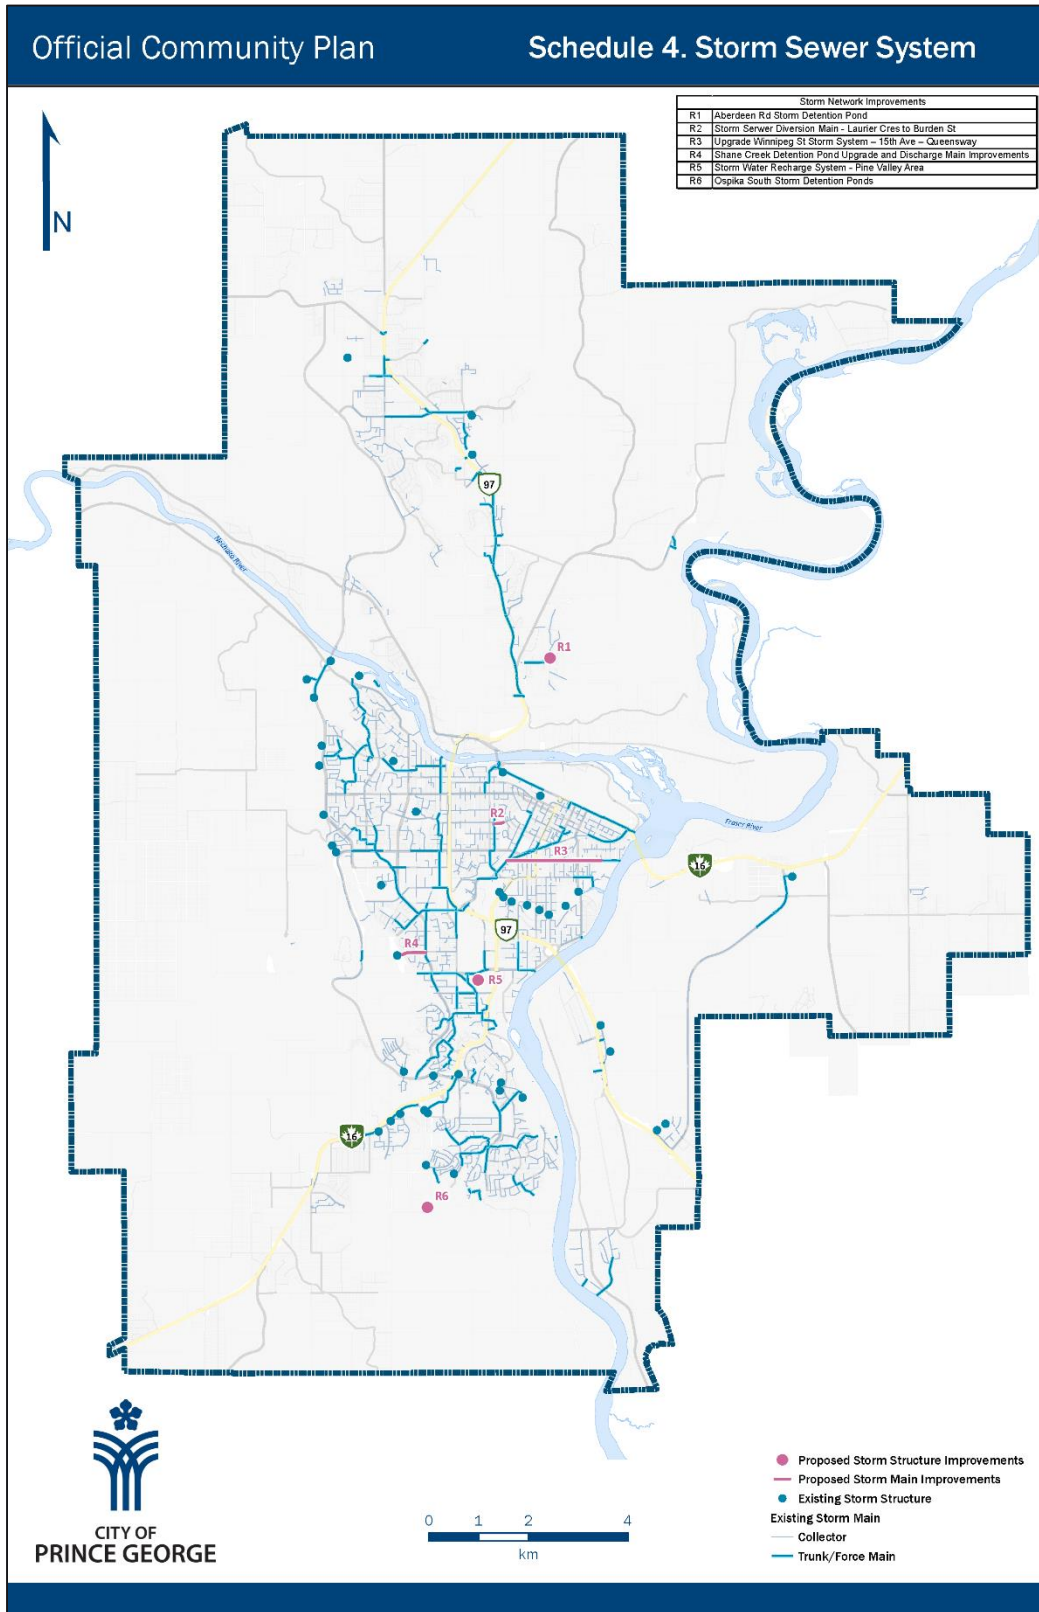 Official Community Plan
Schedule 4. Storm Sewer System
Storm Network Improvements
R1 Aberdeen Rd Storm Detention Pond
R2 Storm Serwer Diversion Main - Laurier Cres to Burden St
R3 Upgrade Winnipeg St Storm System – 15th Ave – Queensway
R4 Shane Creek Detention Pond Upgrade and Discharge Main Improvements
R5 Storm Water Recharge System - Pine Valley Area
R6 Ospika South Storm Detention Ponds
N
97
Nechako River
R1
R2
R3
Fraser River
16
97
R4
R5
16
R6
CITY OF
PRINCE GEORGE
0 1 2 4
km
Proposed Storm Structure Improvements
Proposed Storm Main Improvements
Existing Storm Structure
Existing Storm Main
Collector
Trunk/Force Main